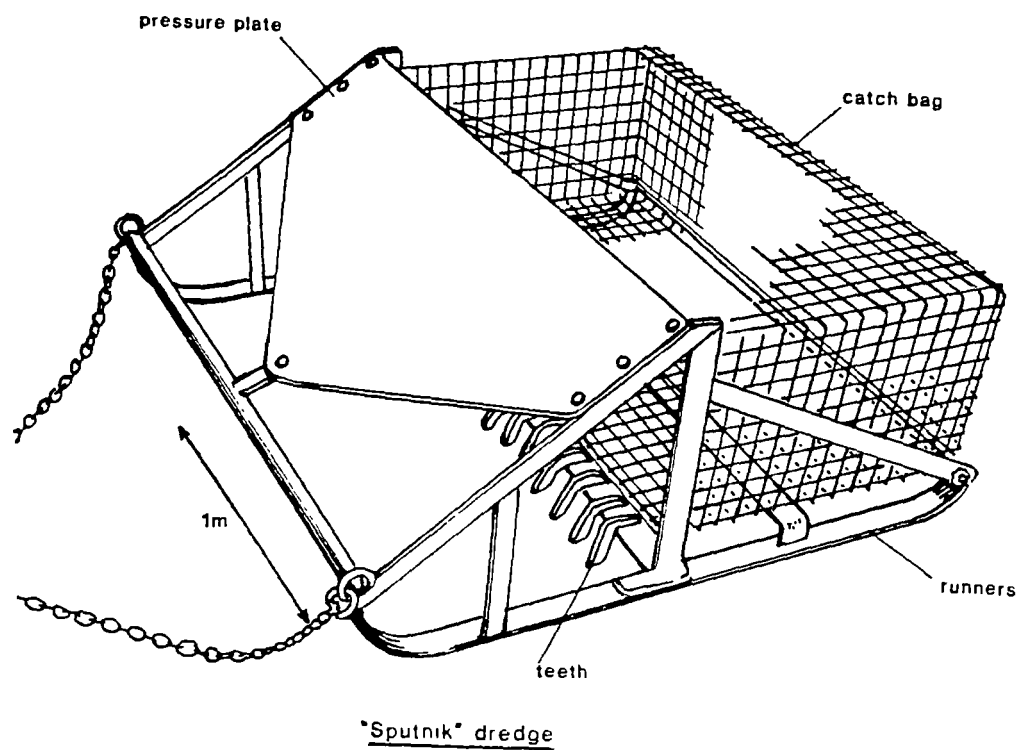 pressure plate
catch bag
1m
runners
teeth
"Sputnik" dredge